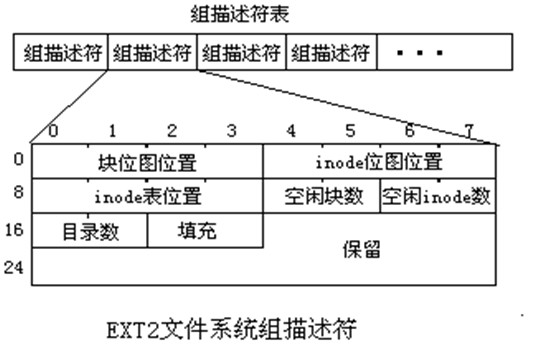 组描述符表
组描述符 组描述符 组描述符 组描述符 ···
0 1 2 3 4 5 6 7
0 块位图位置 inode位图位置
8 inode表位置 空闲块数 空闲inode数
16 目录数 填充
保留
24
EXT2文件系统组描述符